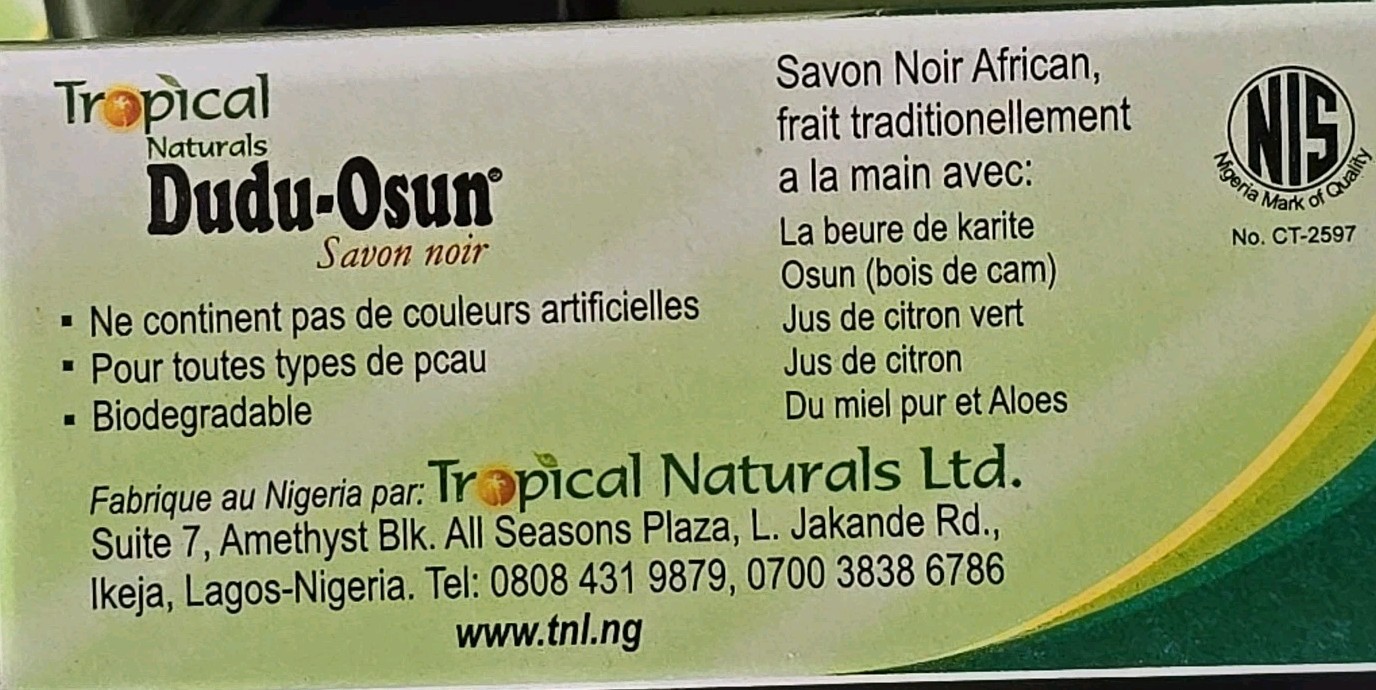 Tropical
Naturals
Dudu-Osun®
Savon noir
▪ Ne continent pas de couleurs artificielles
▪ Pour toutes types de pcau
▪ Biodegradable
Savon Noir African,
frait traditionellement
a la main avec:
La beure de karite
Osun (bois de cam)
Jus de citron vert
Jus de citron
Du miel pur et Aloes
NIS
Nigeria Mark of Quality
No. CT-2597
Fabrique au Nigeria par: Tropical Naturals Ltd.
Suite 7, Amethyst Blk. All Seasons Plaza, L. Jakande Rd.,
Ikeja, Lagos-Nigeria. Tel: 0808 431 9879, 0700 3838 6786
www.tnl.ng